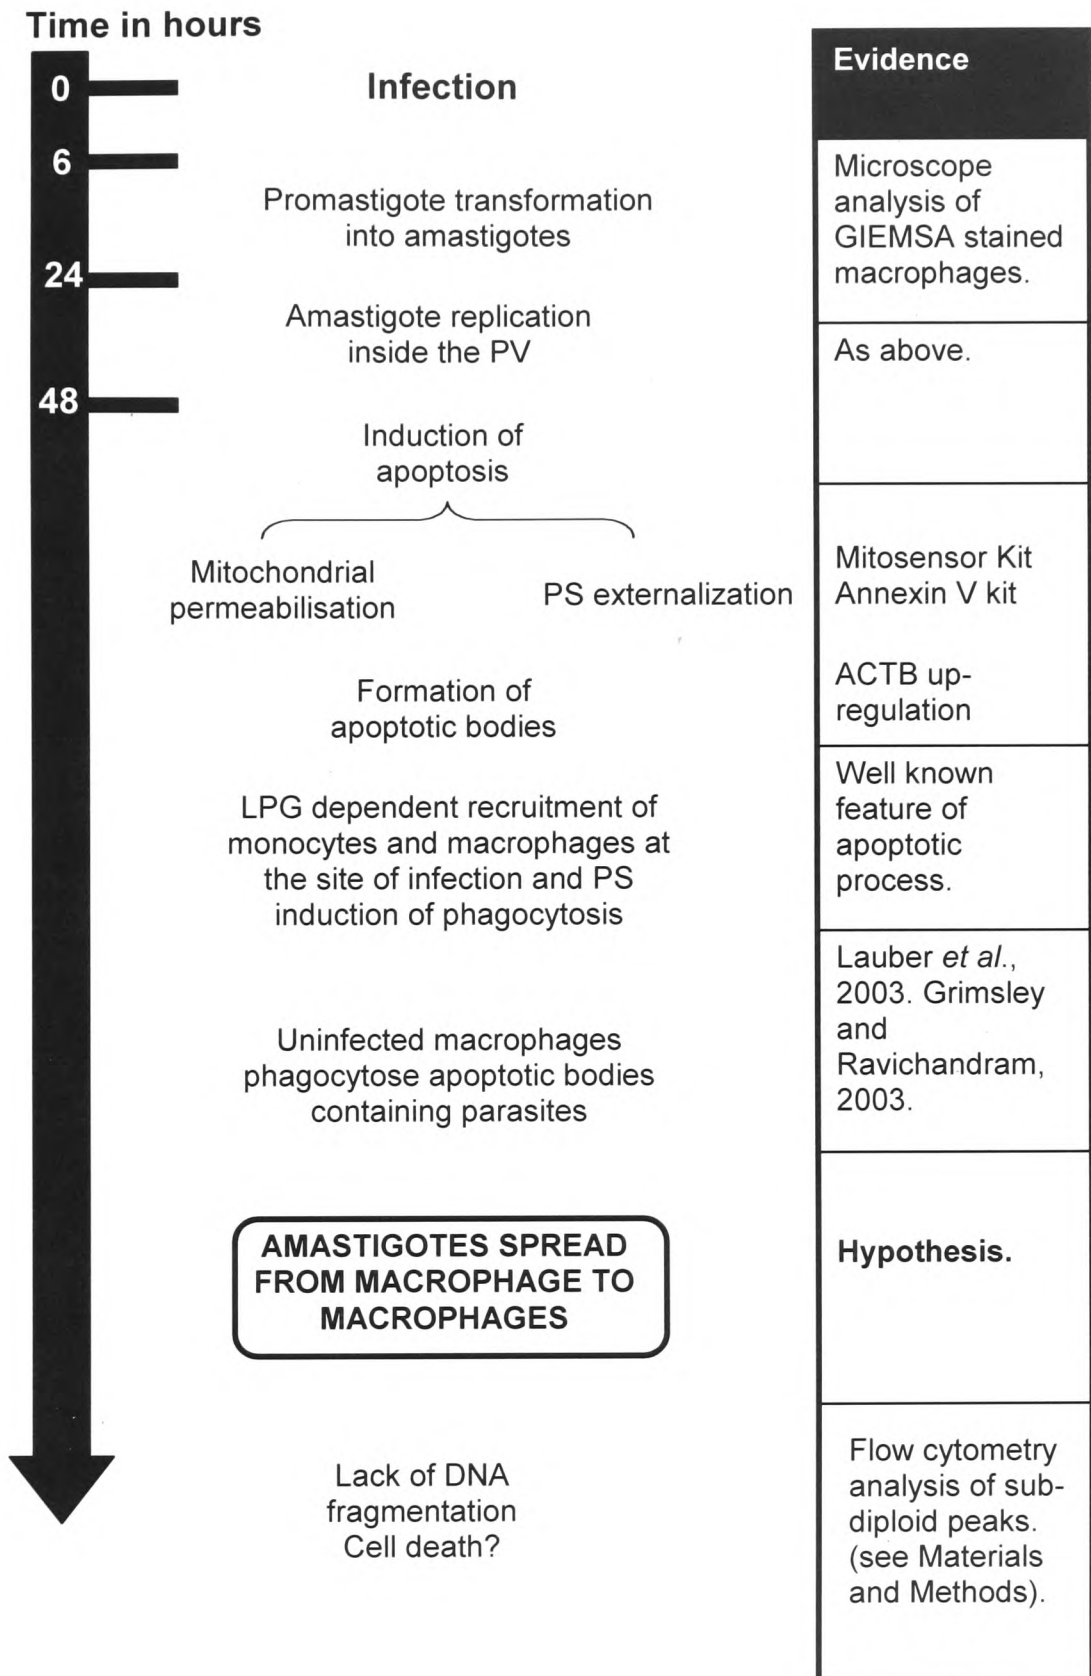 Time in hours
0
Infection
6
Promastigote transformation
into amastigotes
24
Amastigote replication
inside the PV
48
Induction of
apoptosis
Mitochondrial
permeabilisation
PS externalization
Formation of
apoptotic bodies
LPG dependent recruitment of
monocytes and macrophages at
the site of infection and PS
induction of phagocytosis
Uninfected macrophages
phagocytose apoptotic bodies
containing parasites
AMASTIGOTES SPREAD
FROM MACROPHAGE TO
MACROPHAGES
Lack of DNA
fragmentation
Cell death?
Evidence
Microscope
analysis of
GIEMSA stained
macrophages.
As above.
Mitosensor Kit
Annexin V kit
ACTB up-
regulation
Well known
feature of
apoptotic
process.
Lauber et al.,
2003. Grimsley
and
Ravichandram,
2003.
Hypothesis.
Flow cytometry
analysis of sub-
diploid peaks.
(see Materials
and Methods).